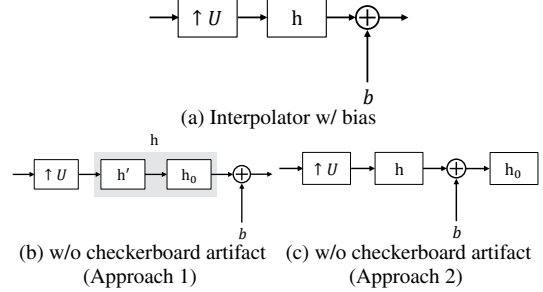 ↑ U h
b
(a) Interpolator w/ bias
h
↑ U h′ h₀ ↑ U h h₀
b b
(b) w/o checkerboard artifact (c) w/o checkerboard artifact
(Approach 1) (Approach 2)